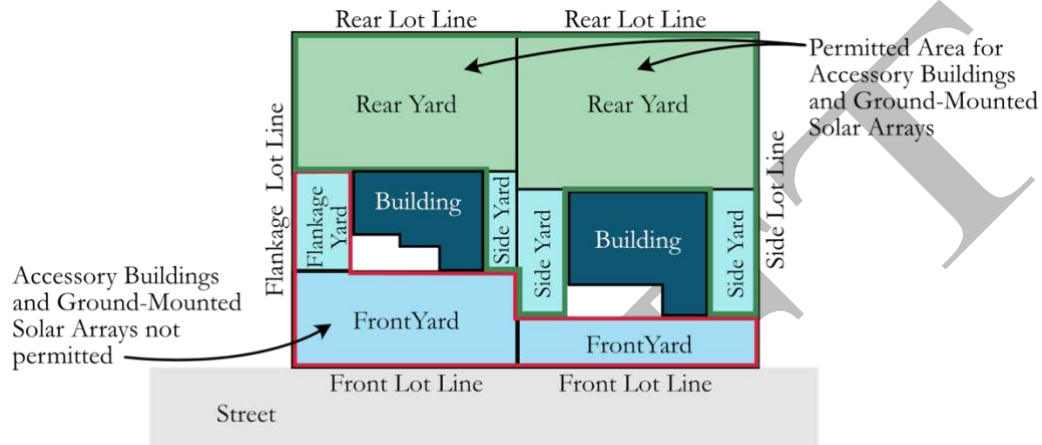 Rear Lot Line
Rear Lot Line
Permitted Area for
Accessory Buildings
and Ground-Mounted
Solar Arrays
Rear Yard
Rear Yard
Flankage Lot Line
Side Lot Line
Flankage
Yard
Building
Side Yard
Side Yard
Building
Side Yard
Accessory Buildings
and Ground-Mounted
Solar Arrays not
permitted
FrontYard
FrontYard
Front Lot Line
Front Lot Line
Street